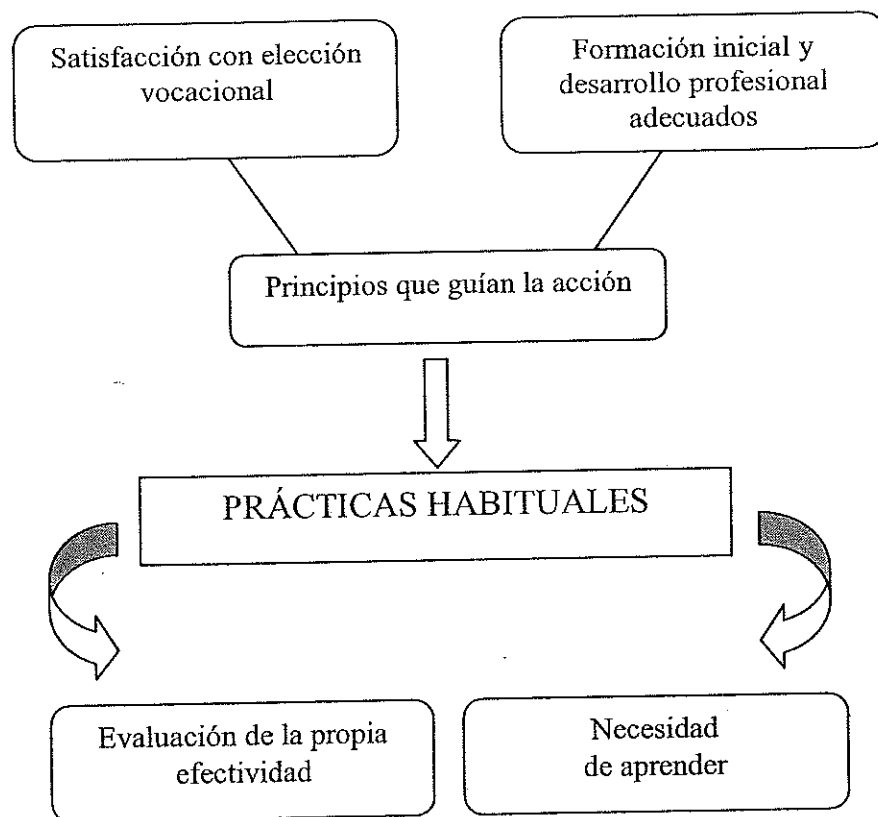 Satisfacción con elección
vocacional
Formación inicial y
desarrollo profesional
adecuados
Principios que guían la acción
PRÁCTICAS HABITUALES
Evaluación de la propia
efectividad
Necesidad
de aprender